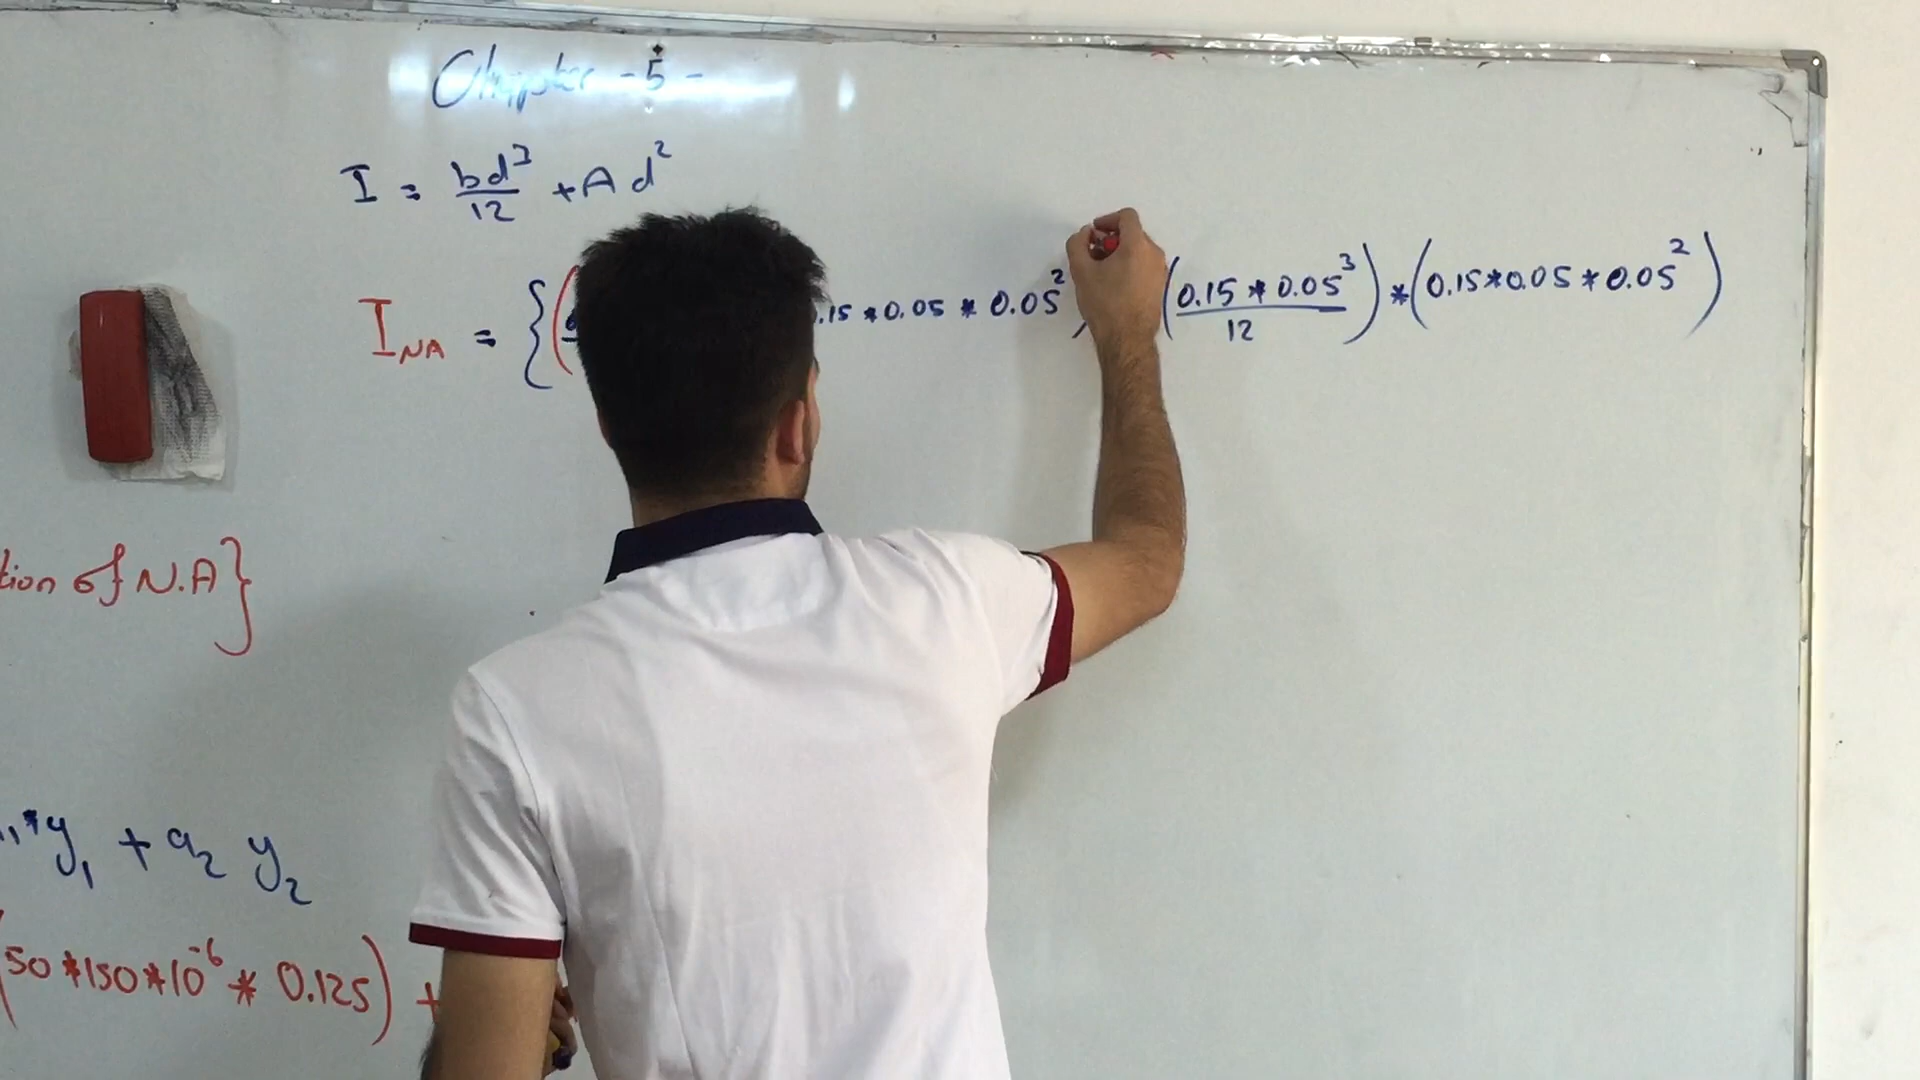 Chapter - 5 -
I = bd³/12 + Ad²
I_NA = {( .15 * 0.05 * 0.05²) (0.15 * 0.05³/12) * (0.15*0.05 * 0.05²)
tion of N.A}
* y₁ + a₂ y₂
(50 * 150 * 10⁻⁶ * 0.125) +